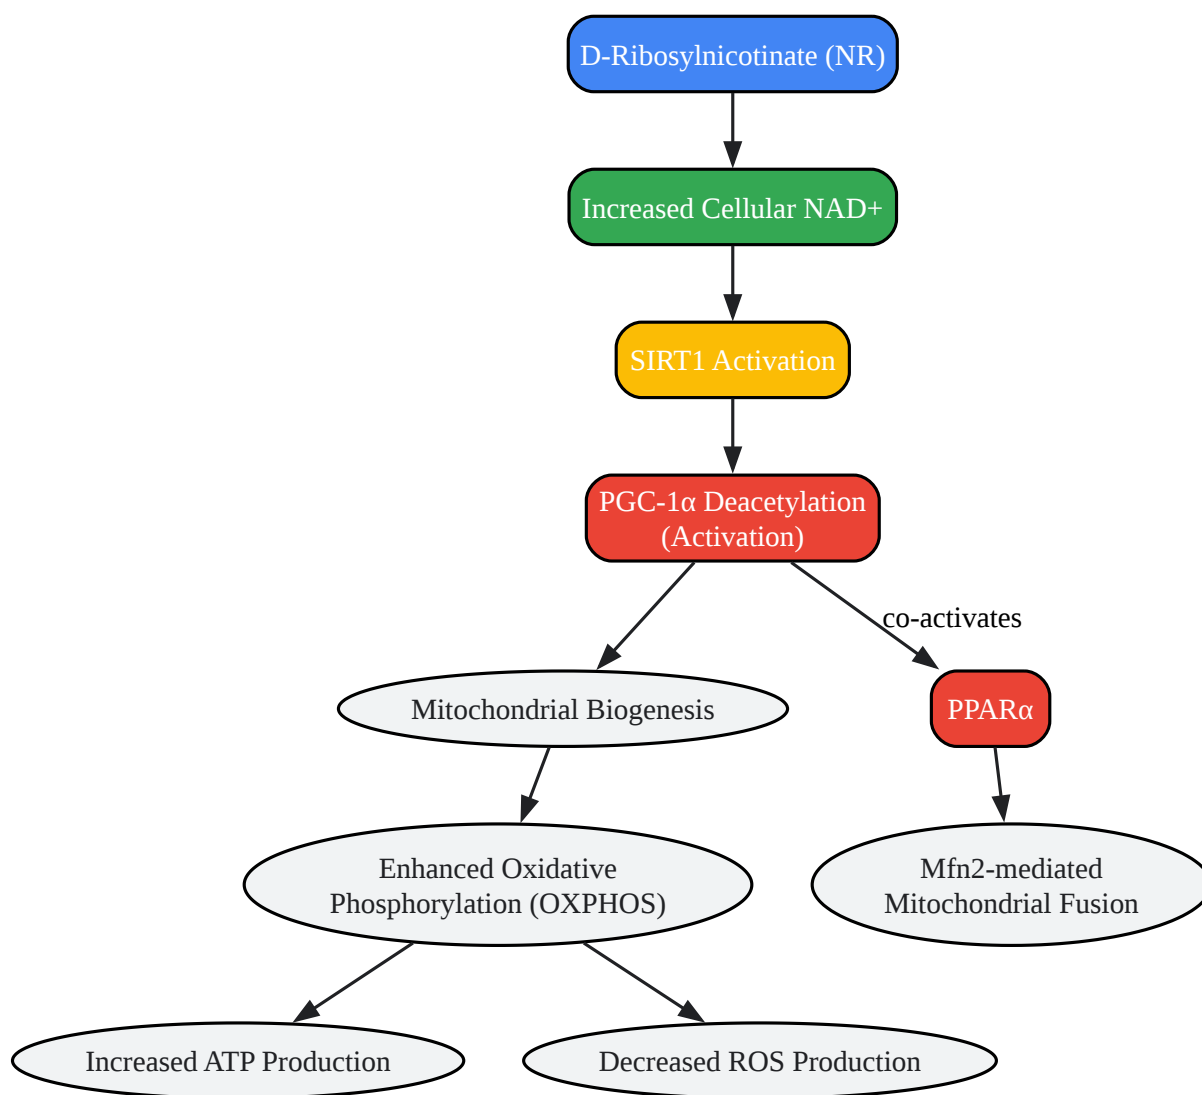 D-Ribosylnicotinate (NR)
Increased Cellular NAD+
SIRT1 Activation
PGC-1α Deacetylation
(Activation)
co-activates
Mitochondrial Biogenesis
PPARα
Enhanced Oxidative
Phosphorylation (OXPHOS)
Mfn2-mediated
Mitochondrial Fusion
Increased ATP Production
Decreased ROS Production